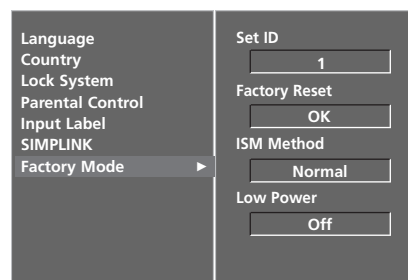 Language
Country
Lock System
Parental Control
Input Label
SIMPLINK
Factory Mode ►
Set ID
1
Factory Reset
OK
ISM Method
Normal
Low Power
Off